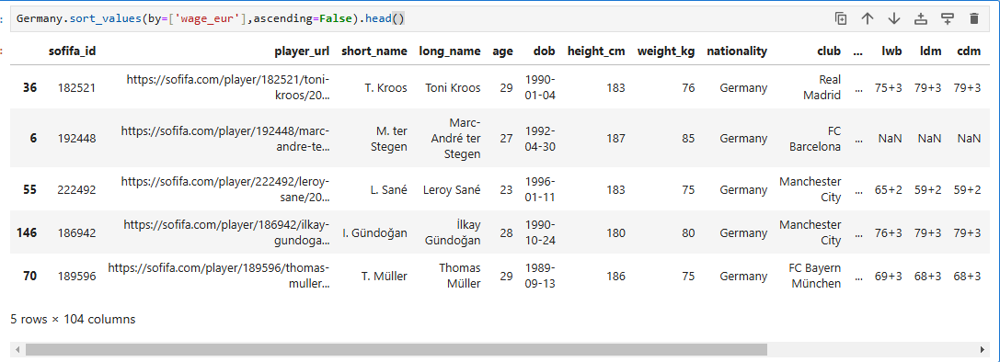 Germany.sort_values(by=['wage_eur'],ascending=False).head()
sofifa_id player_url short_name long_name age dob height_cm weight_kg nationality club ... lwb ldm cdm
36 182521 https://sofifa.com/player/182521/toni-kroos/20... T. Kroos Toni Kroos 29 1990-01-04 183 76 Germany Real Madrid ... 75+3 79+3 79+3
6 192448 https://sofifa.com/player/192448/marc-andre-te... M. ter Stegen Marc-André ter Stegen 27 1992-04-30 187 85 Germany FC Barcelona ... NaN NaN NaN
55 222492 https://sofifa.com/player/222492/leroy-sane/20... L. Sané Leroy Sané 23 1996-01-11 183 75 Germany Manchester City ... 65+2 59+2 59+2
146 186942 https://sofifa.com/player/186942/ilkay-gundoga... I. Gündoğan İlkay Gündoğan 28 1990-10-24 180 80 Germany Manchester City ... 76+3 79+3 79+3
70 189596 https://sofifa.com/player/189596/thomas-muller... T. Müller Thomas Müller 29 1989-09-13 186 75 Germany FC Bayern München ... 69+3 68+3 68+3
5 rows × 104 columns